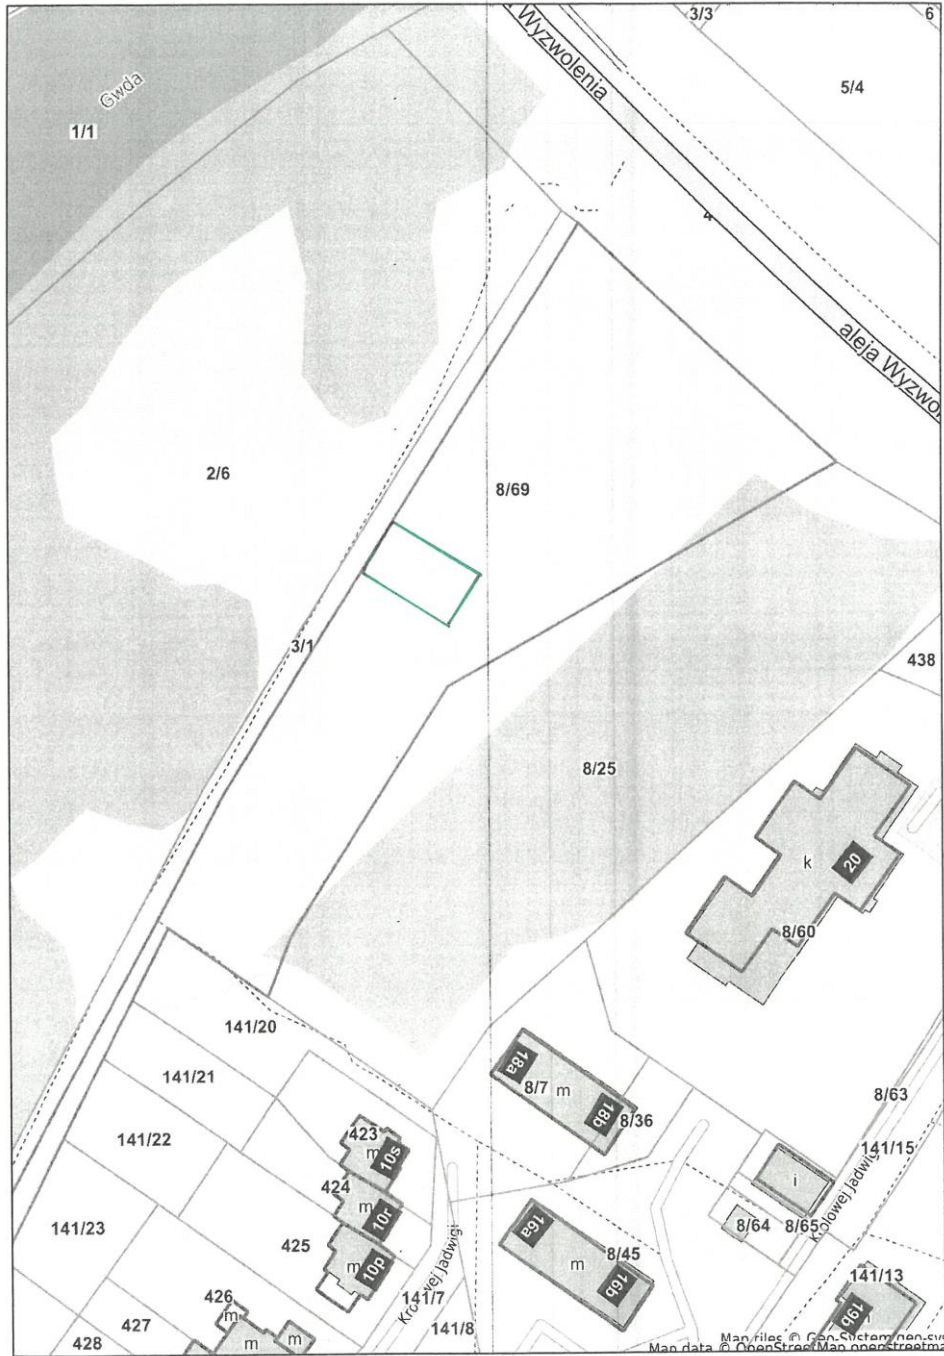 3/3
6
Wyzwolenia
5/4
Gwda
1/1
4
aleja Wyzwo
2/6
8/69
3/1
438
8/25
20
k
8/60
141/20
18a
8/7
m
18b
8/36
141/21
8/63
141/22
423
m
10s
141/15
424
m
10r
i
Królowej Jadwigi
141/23
425
16a
8/64
8/65
m
10p
Królowej Jadwigi
8/45
m
16b
141/13
426
m
141/7
19b
427
m
m
141/8
428
Map tiles © Geo-System geo-sys
Map data © OpenStreetMap openstreetm